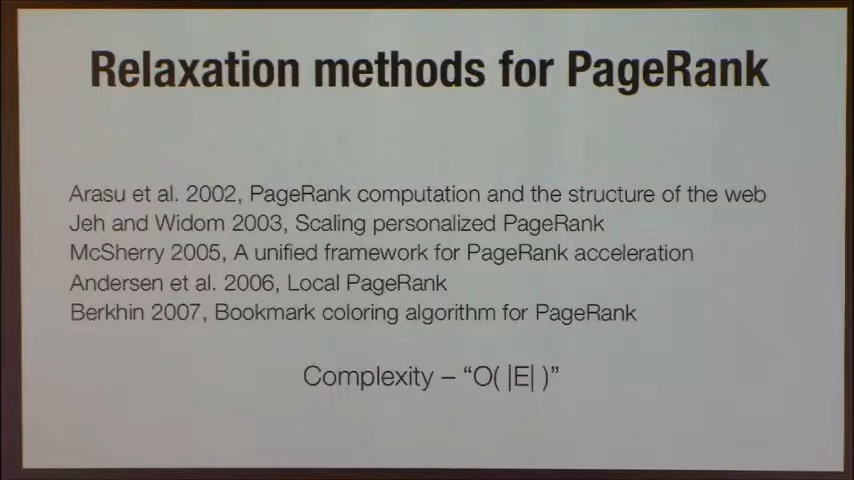 Relaxation methods for PageRank
Arasu et al. 2002, PageRank computation and the structure of the web
Jeh and Widom 2003, Scaling personalized PageRank
McSherry 2005, A unified framework for PageRank acceleration
Andersen et al. 2006, Local PageRank
Berkhin 2007, Bookmark coloring algorithm for PageRank
Complexity – “O( |E| )”